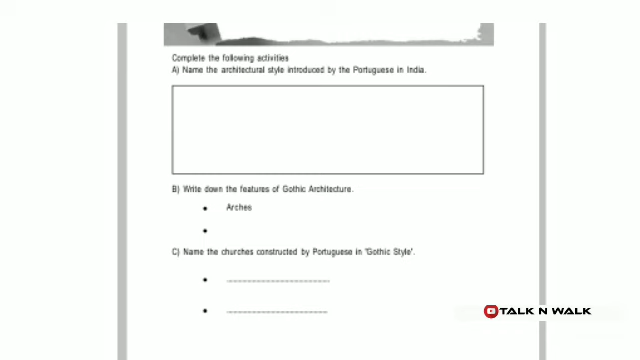 Complete the following activities
A) Name the architectural style introduced by the Portuguese in India.
B) Write down the features of Gothic Architecture.
• Arches
•
C) Name the churches constructed by Portuguese in "Gothic Style".
• ............................
• ............................
TALK N WALK